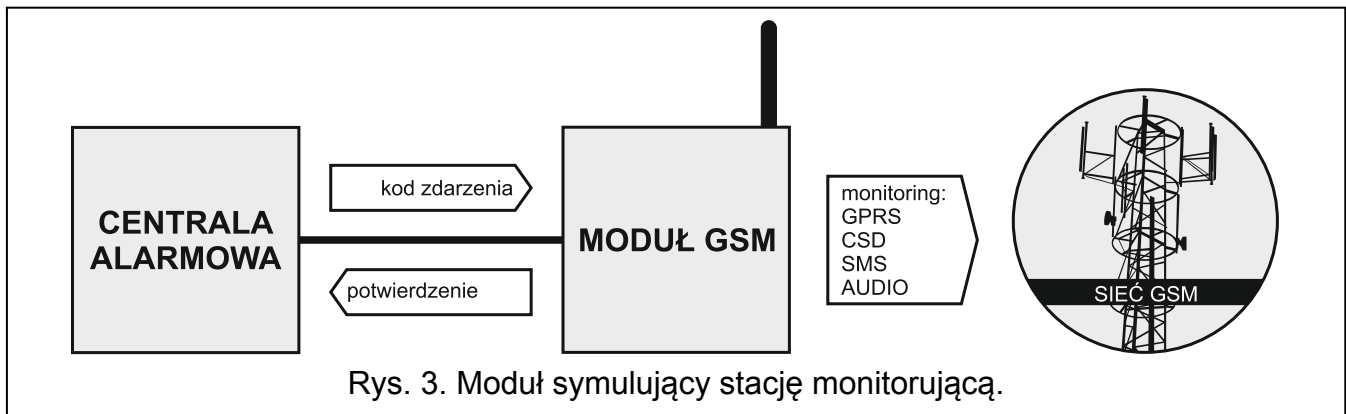 CENTRALA
ALARMOWA
kod zdarzenia
potwierdzenie
MODUŁ GSM
monitoring:
GPRS
CSD
SMS
AUDIO
SIEĆ GSM
Rys. 3. Moduł symulujący stację monitorującą.